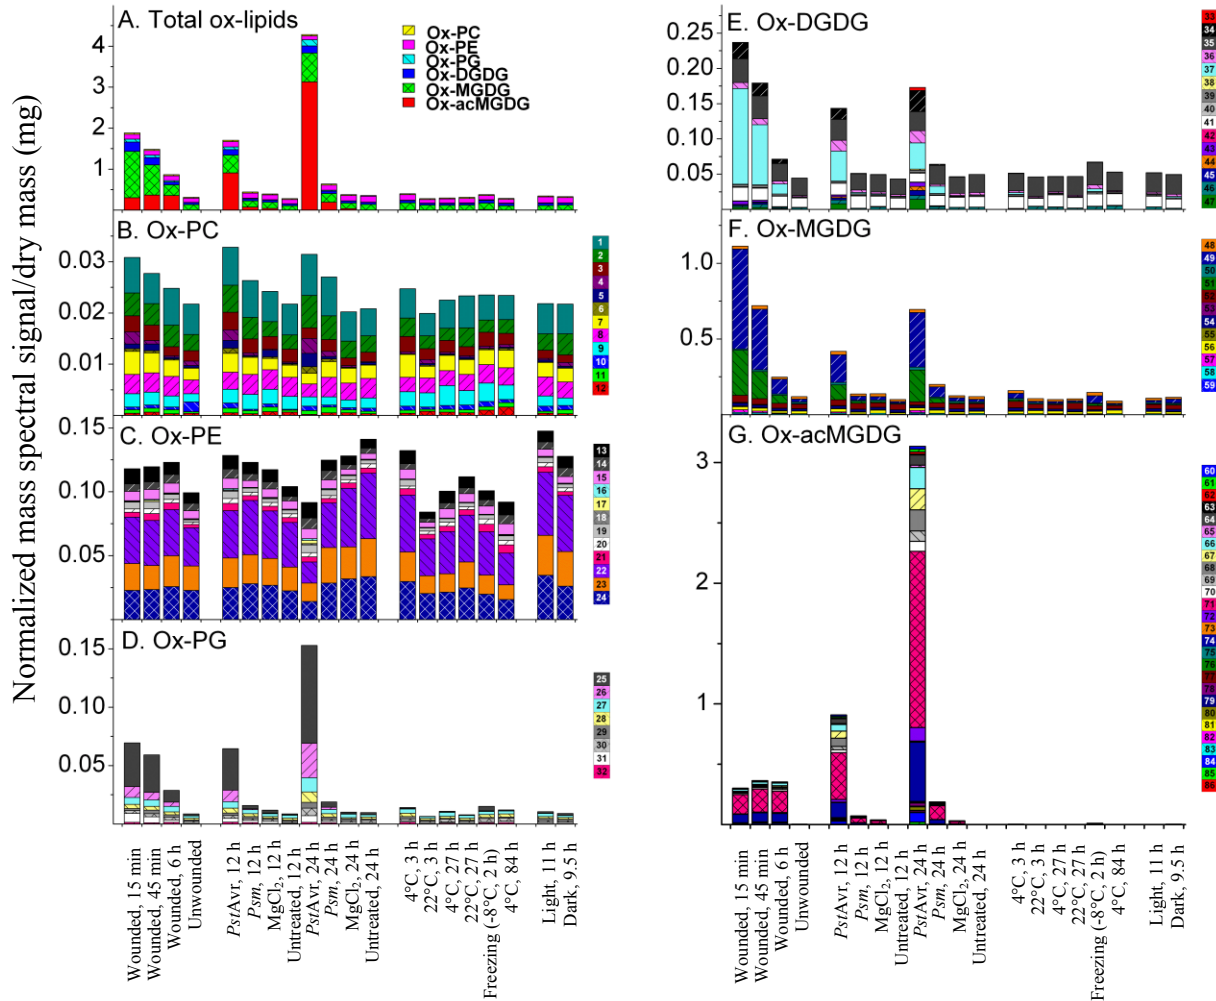 Normalized mass spectral signal/dry mass (mg)
A. Total ox-lipids
4
3
2
1
Ox-PC
Ox-PE
Ox-PG
Ox-DGDG
Ox-MGDG
Ox-acMGDG
B. Ox-PC
0.03
0.02
0.01
1
2
3
4
5
6
7
8
9
10
11
12
C. Ox-PE
0.15
0.10
0.05
13
14
15
16
17
18
19
20
21
22
23
24
D. Ox-PG
0.15
0.10
0.05
25
26
27
28
29
30
31
32
Wounded, 15 min
Wounded, 45 min
Wounded, 6 h
Unwounded
PstAvr, 12 h
Psm, 12 h
MgCl2, 12 h
Untreated, 12 h
PstAvr, 24 h
Psm, 24 h
MgCl2, 24 h
Untreated, 24 h
4°C, 3 h
22°C, 3 h
4°C, 27 h
22°C, 27 h
Freezing (-8°C, 2 h)
4°C, 84 h
Light, 11 h
Dark, 9.5 h
E. Ox-DGDG
0.25
0.20
0.15
0.10
0.05
33
34
35
36
37
38
39
40
41
42
43
44
45
46
47
F. Ox-MGDG
1.0
0.5
48
49
50
51
52
53
54
55
56
57
58
59
G. Ox-acMGDG
3
2
1
60
61
62
63
64
65
66
67
68
69
70
71
72
73
74
75
76
77
78
79
80
81
82
83
84
85
86
Wounded, 15 min
Wounded, 45 min
Wounded, 6 h
Unwounded
PstAvr, 12 h
Psm, 12 h
MgCl2, 12 h
Untreated, 12 h
PstAvr, 24 h
Psm, 24 h
MgCl2, 24 h
Untreated, 24 h
4°C, 3 h
22°C, 3 h
4°C, 27 h
22°C, 27 h
Freezing (-8°C, 2 h)
4°C, 84 h
Light, 11 h
Dark, 9.5 h